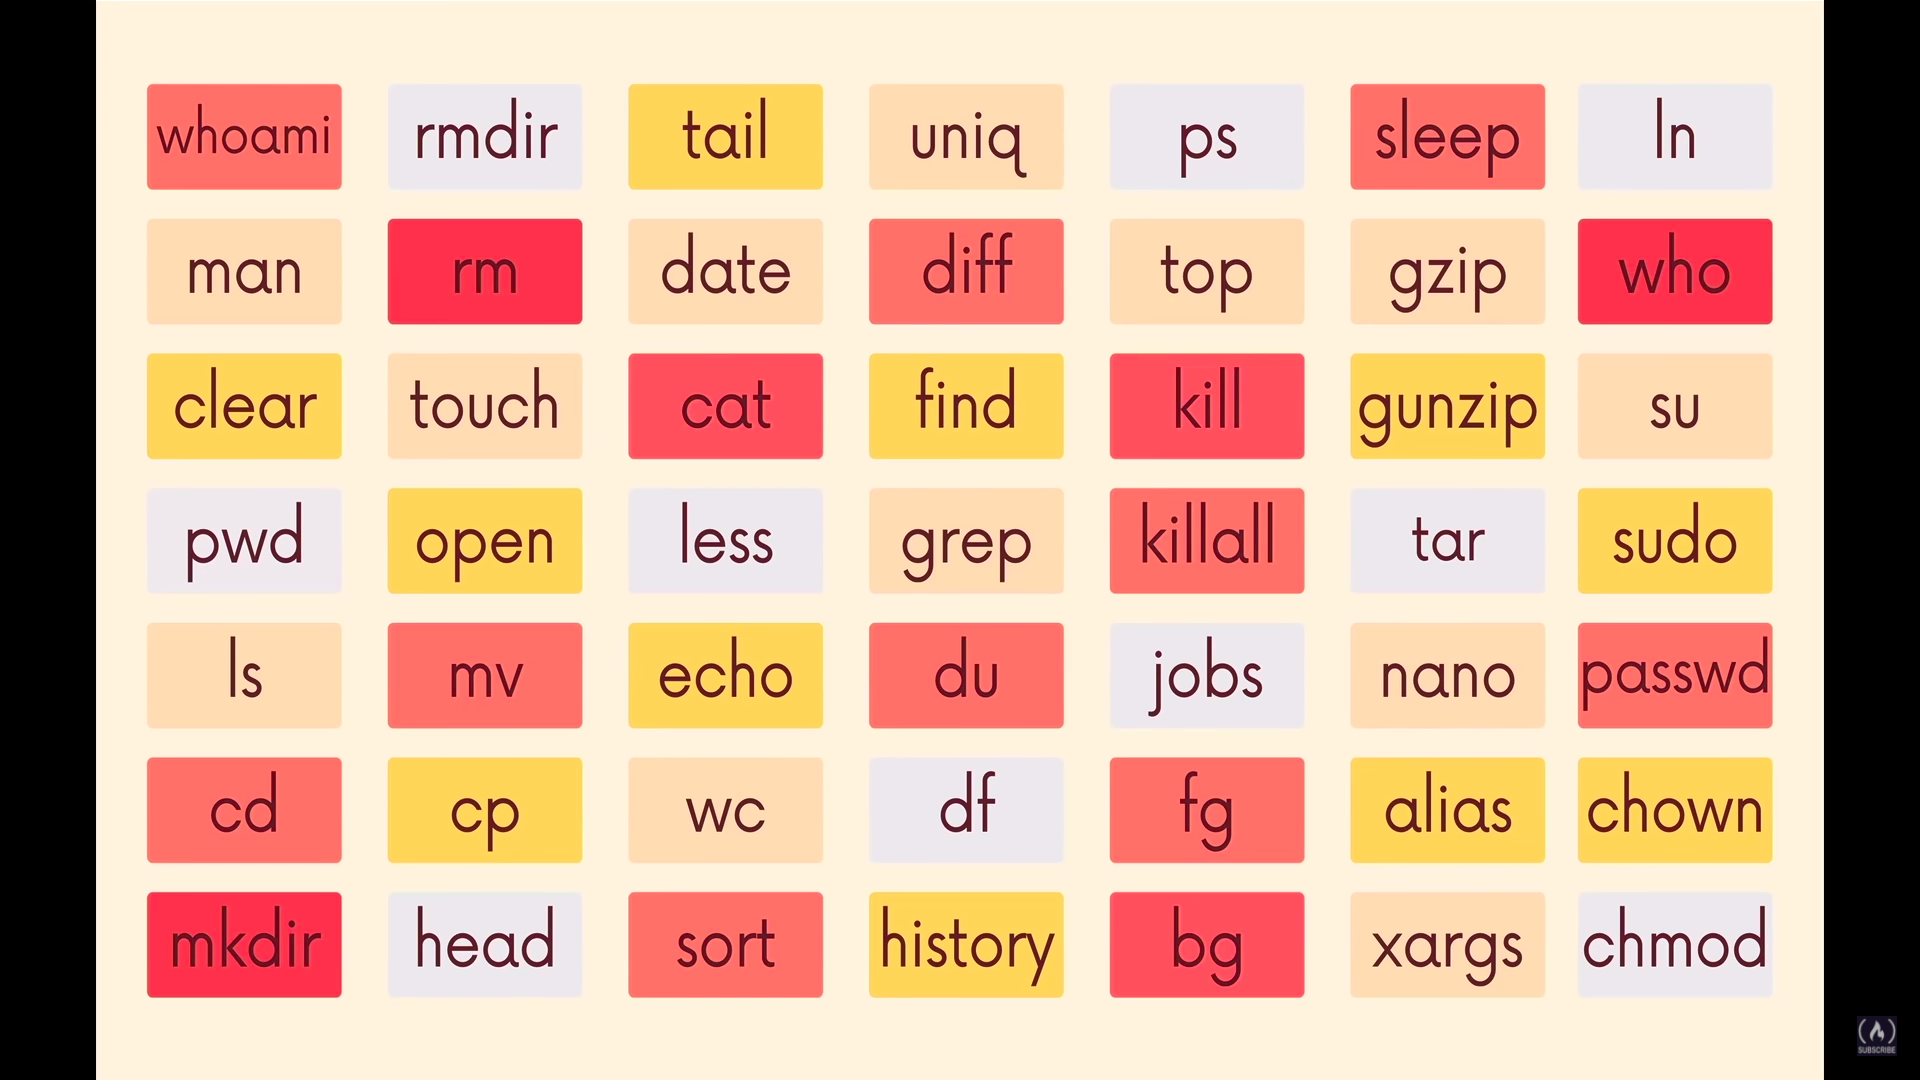 whoami rmdir tail uniq ps sleep ln
man rm date diff top gzip who
clear touch cat find kill gunzip su
pwd open less grep killall tar sudo
ls mv echo du jobs nano passwd
cd cp wc df fg alias chown
mkdir head sort history bg xargs chmod
SUBSCRIBE